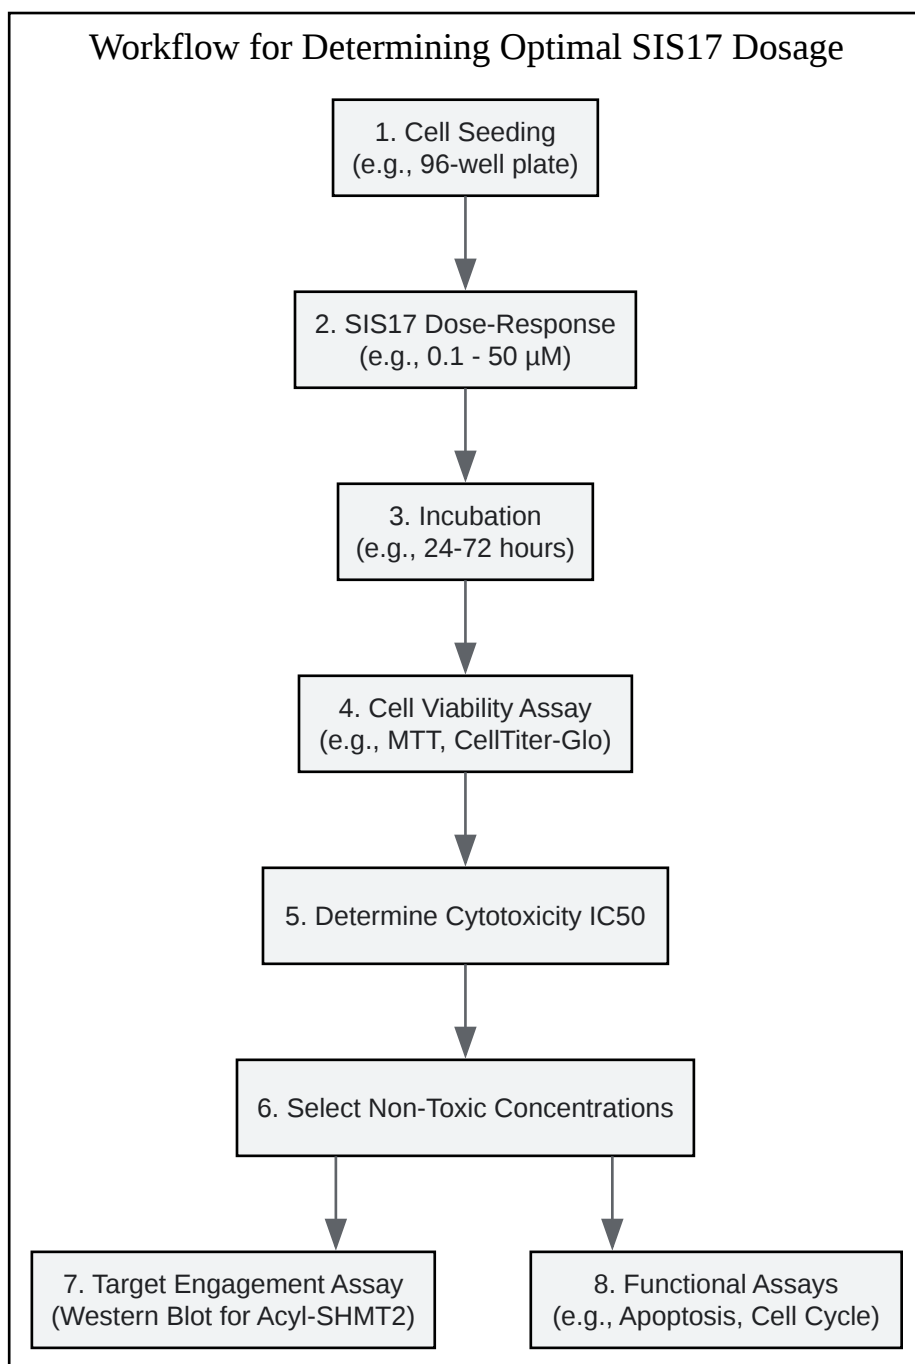 Workflow for Determining Optimal SIS17 Dosage
1. Cell Seeding
(e.g., 96-well plate)
2. SIS17 Dose-Response
(e.g., 0.1 - 50 µM)
3. Incubation
(e.g., 24-72 hours)
4. Cell Viability Assay
(e.g., MTT, CellTiter-Glo)
5. Determine Cytotoxicity IC50
6. Select Non-Toxic Concentrations
7. Target Engagement Assay
(Western Blot for Acyl-SHMT2)
8. Functional Assays
(e.g., Apoptosis, Cell Cycle)